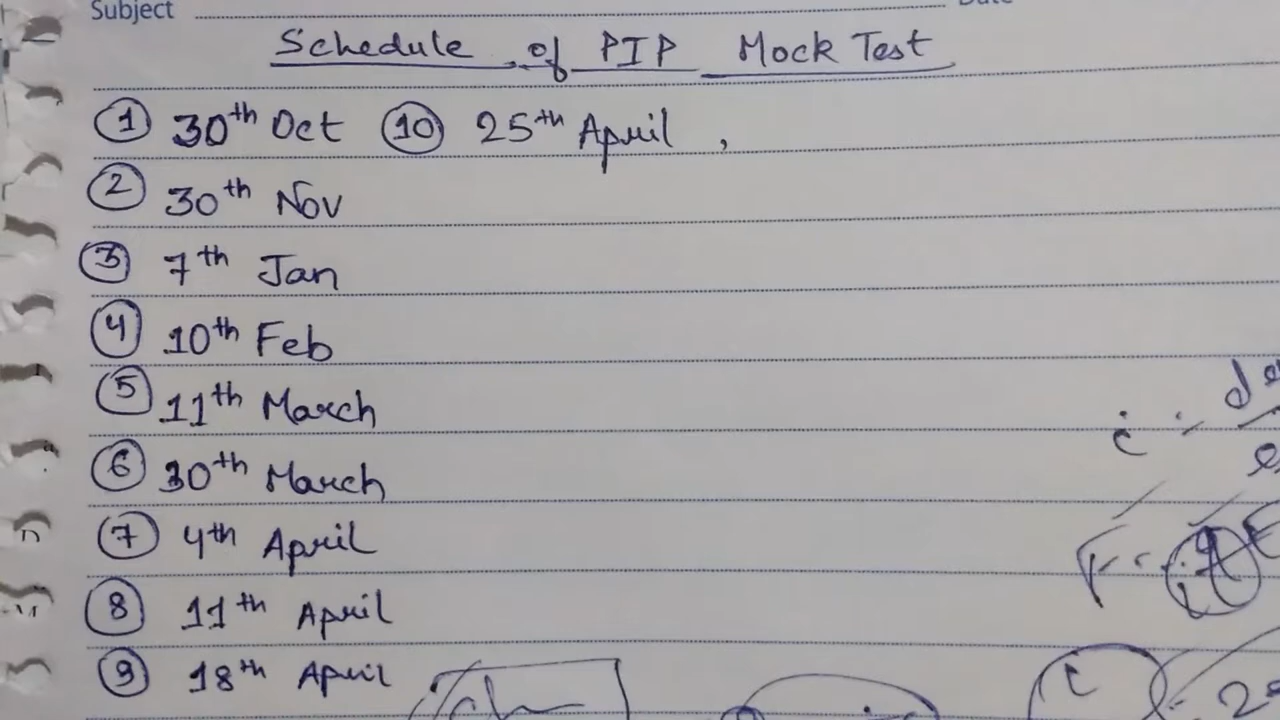 Subject
Schedule of PIP Mock Test
① 30th Oct ⑩ 25th April,
② 30th Nov
③ 7th Jan
④ 10th Feb
⑤ 11th March
⑥ 30th March
⑦ 4th April
⑧ 11th April
⑨ 18th April